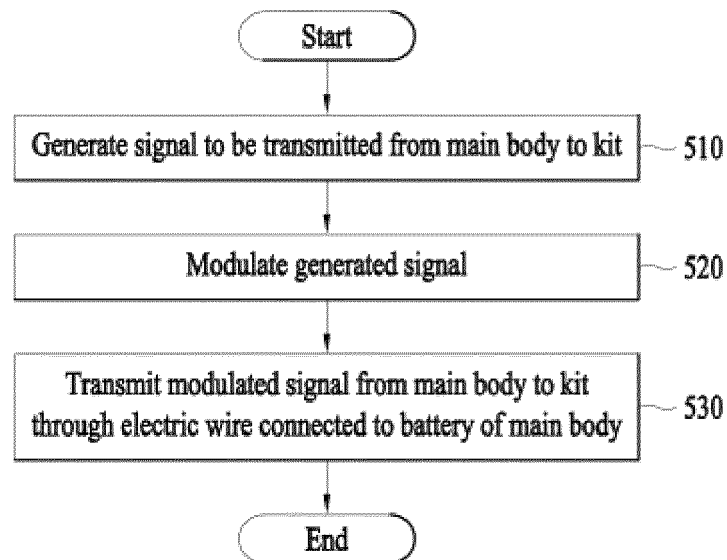 Start
Generate signal to be transmitted from main body to kit
510
Modulate generated signal
520
Transmit modulated signal from main body to kit
through electric wire connected to battery of main body
530
End